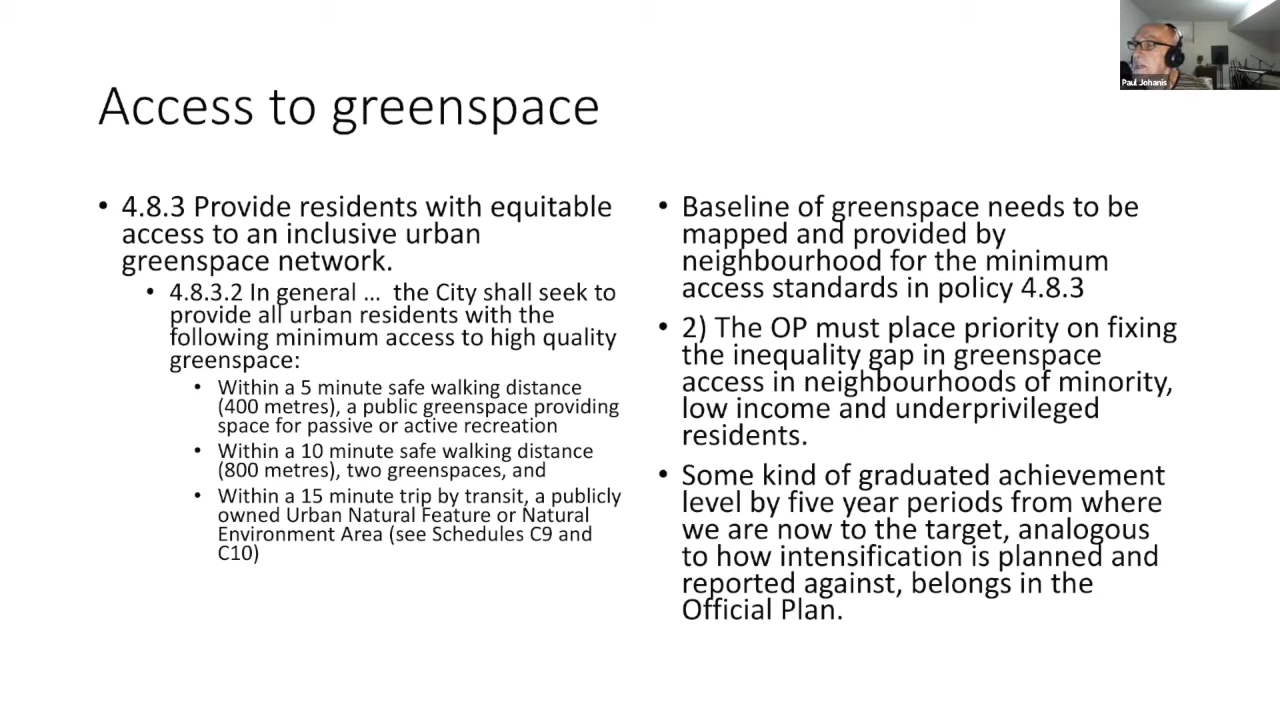 Paul Johanis
Access to greenspace
• 4.8.3 Provide residents with equitable
access to an inclusive urban
greenspace network.
• 4.8.3.2 In general … the City shall seek to
provide all urban residents with the
following minimum access to high quality
greenspace:
• Within a 5 minute safe walking distance
(400 metres), a public greenspace providing
space for passive or active recreation
• Within a 10 minute safe walking distance
(800 metres), two greenspaces, and
• Within a 15 minute trip by transit, a publicly
owned Urban Natural Feature or Natural
Environment Area (see Schedules C9 and
C10)
• Baseline of greenspace needs to be
mapped and provided by
neighbourhood for the minimum
access standards in policy 4.8.3
• 2) The OP must place priority on fixing
the inequality gap in greenspace
access in neighbourhoods of minority,
low income and underprivileged
residents.
• Some kind of graduated achievement
level by five year periods from where
we are now to the target, analogous
to how intensification is planned and
reported against, belongs in the
Official Plan.